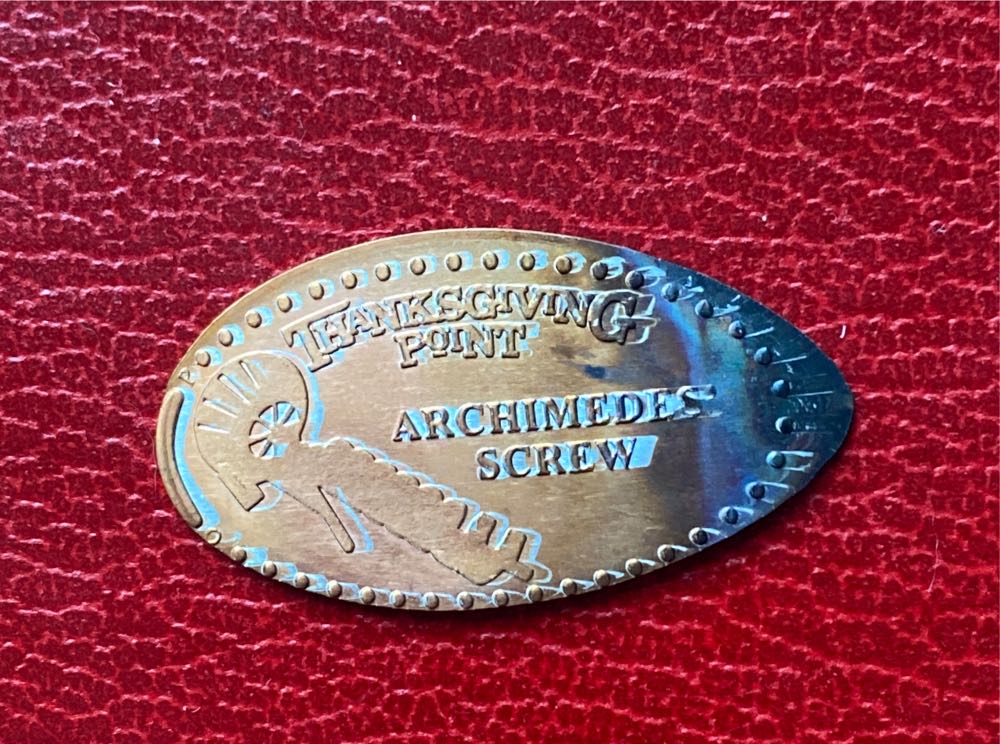 THANKSGIVING
POINT
ARCHIMEDES
SCREW